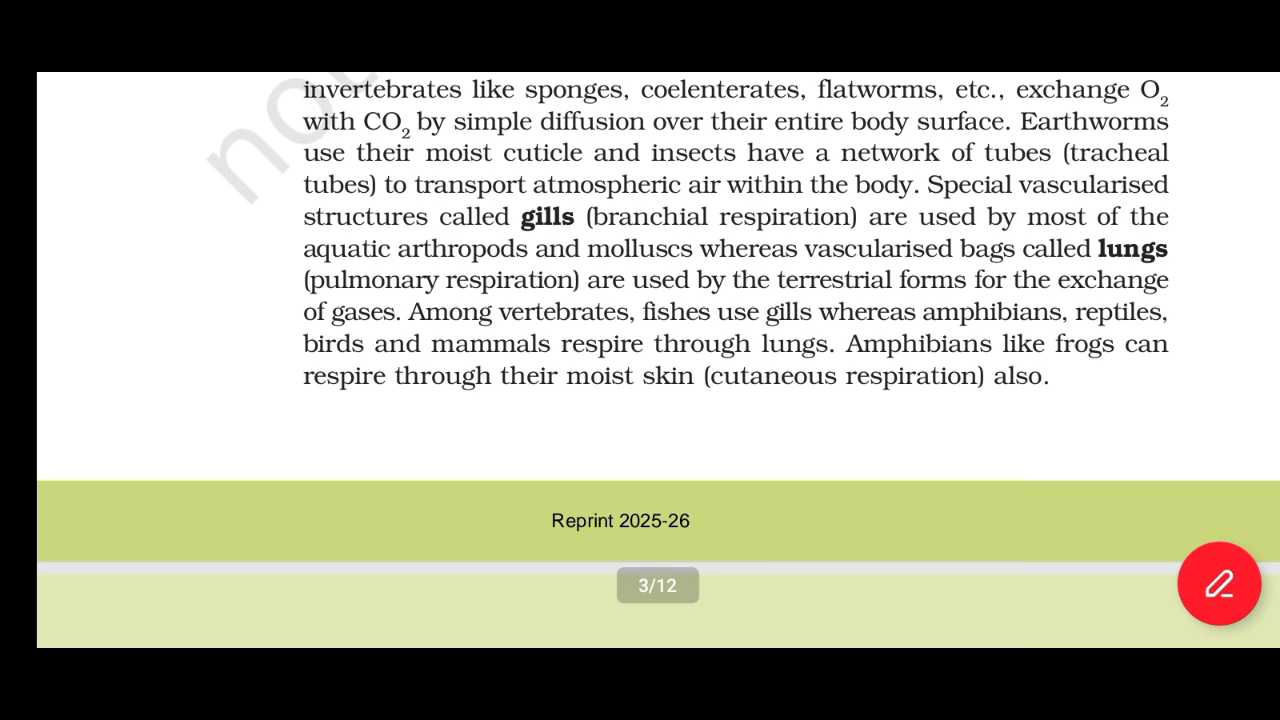 invertebrates like sponges, coelenterates, flatworms, etc., exchange O₂
with CO₂ by simple diffusion over their entire body surface. Earthworms
use their moist cuticle and insects have a network of tubes (tracheal
tubes) to transport atmospheric air within the body. Special vascularised
structures called gills (branchial respiration) are used by most of the
aquatic arthropods and molluscs whereas vascularised bags called lungs
(pulmonary respiration) are used by the terrestrial forms for the exchange
of gases. Among vertebrates, fishes use gills whereas amphibians, reptiles,
birds and mammals respire through lungs. Amphibians like frogs can
respire through their moist skin (cutaneous respiration) also.
not
Reprint 2025-26
3/12